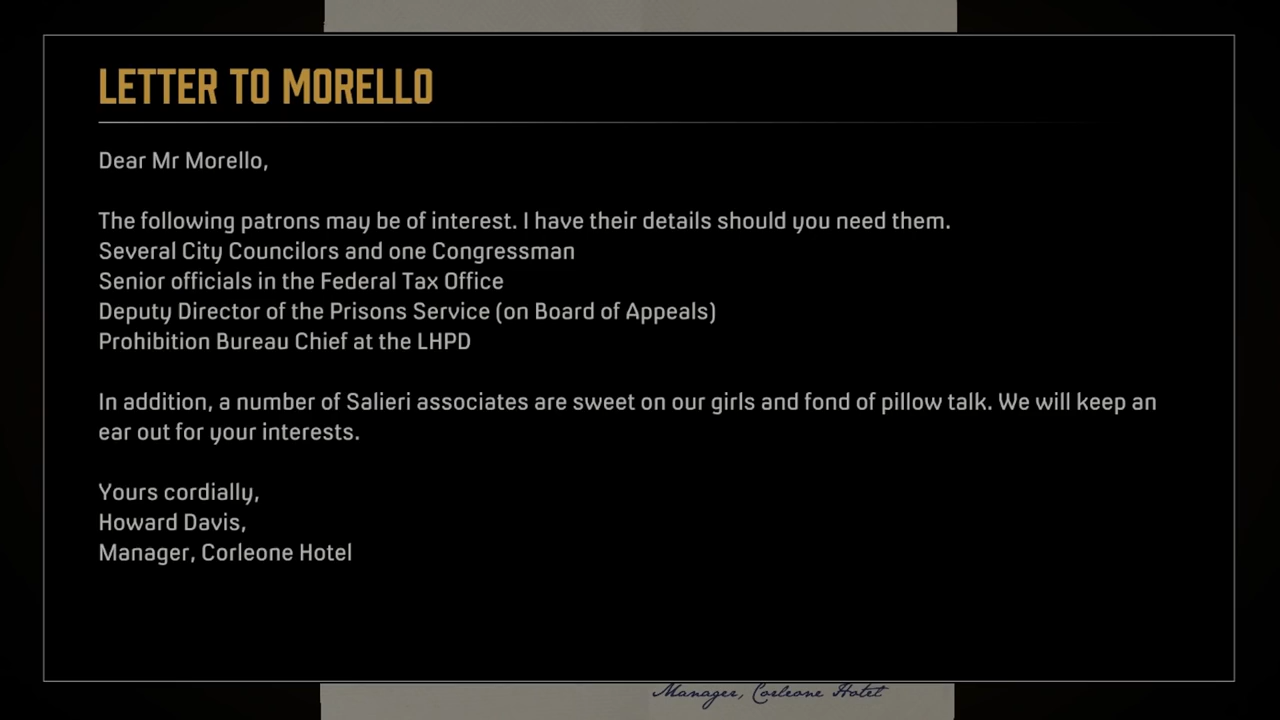 LETTER TO MORELLO
Dear Mr Morello,
The following patrons may be of interest. I have their details should you need them.
Several City Councilors and one Congressman
Senior officials in the Federal Tax Office
Deputy Director of the Prisons Service (on Board of Appeals)
Prohibition Bureau Chief at the LHPD
In addition, a number of Salieri associates are sweet on our girls and fond of pillow talk. We will keep an
ear out for your interests.
Yours cordially,
Howard Davis,
Manager, Corleone Hotel
Manager, Corleone Hotel